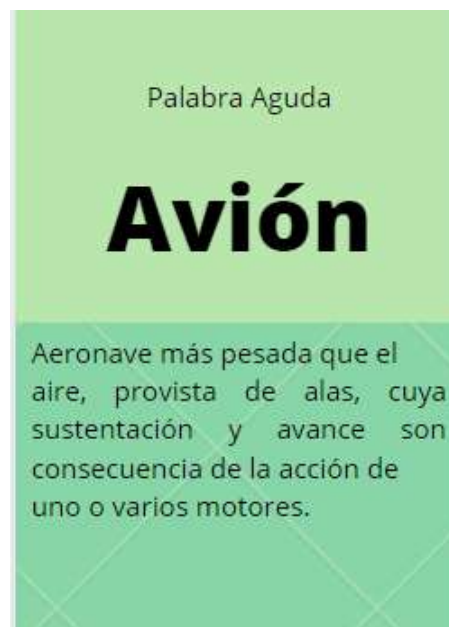 Palabra Aguda
Avión
Aeronave más pesada que el
aire, provista de alas, cuya
sustentación y avance son
consecuencia de la acción de
uno o varios motores.